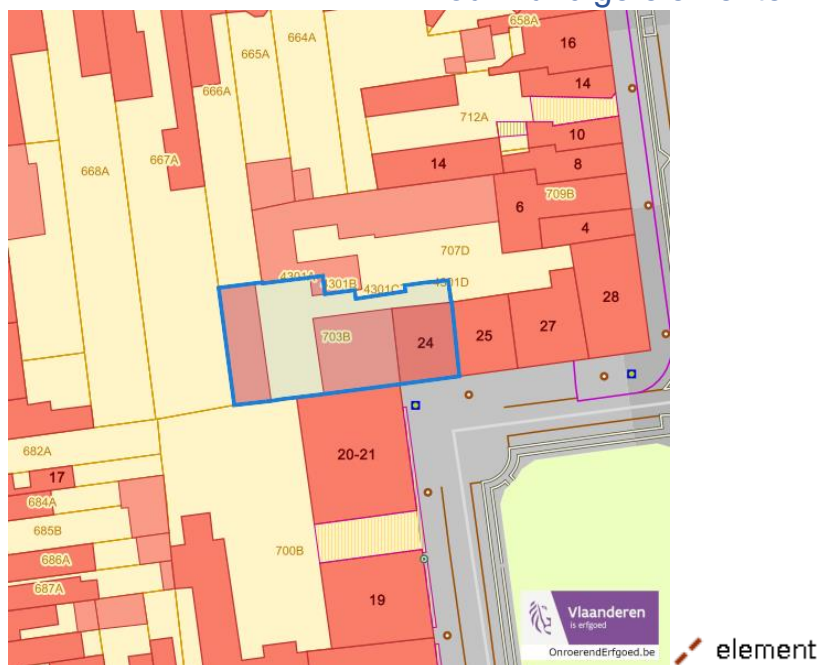 658A
664A
16
665A
14
666A
712A
10
667A
14
8
668A
709B
6
4
707D
4301A
4301B
4301C
4301D
28
27
25
703B
24
682A
20-21
17
684A
685B
700B
686A
687A
19
Vlaanderen
is erfgoed
OnroerendErfgoed.be
element